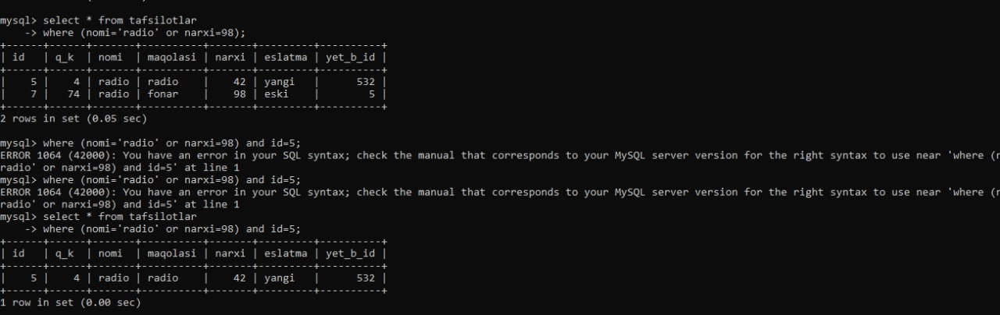 mysql> select * from tafsilotlar
    -> where (nomi='radio' or narxi=98);
+------+------+-------+----------+-------+----------+----------+
| id   | q_k  | nomi  | maqolasi | narxi | eslatma | yet_b_id |
+------+------+-------+----------+-------+----------+----------+
|    5 |    4 | radio | radio    |    42 | yangi   |      532 |
|    7 |   74 | radio | fonar    |    98 | eski    |        5 |
+------+------+-------+----------+-------+----------+----------+
2 rows in set (0.05 sec)
mysql> where (nomi='radio' or narxi=98) and id=5;
ERROR 1064 (42000): You have an error in your SQL syntax; check the manual that corresponds to your MySQL server version for the right syntax to use near 'where (n
radio' or narxi=98) and id=5' at line 1
mysql> where (nomi='radio' or narxi=98) and id=5;
ERROR 1064 (42000): You have an error in your SQL syntax; check the manual that corresponds to your MySQL server version for the right syntax to use near 'where (n
radio' or narxi=98) and id=5' at line 1
mysql> select * from tafsilotlar
    -> where (nomi='radio' or narxi=98) and id=5;
+------+------+-------+----------+-------+----------+----------+
| id   | q_k  | nomi  | maqolasi | narxi | eslatma | yet_b_id |
+------+------+-------+----------+-------+----------+----------+
|    5 |    4 | radio | radio    |    42 | yangi   |      532 |
+------+------+-------+----------+-------+----------+----------+
1 row in set (0.00 sec)